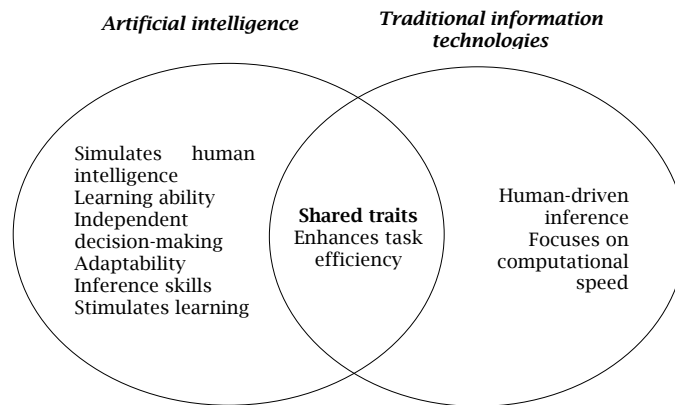 Artificial intelligence
Traditional information
technologies
Simulates human
intelligence
Learning ability
Independent
decision-making
Adaptability
Inference skills
Stimulates learning
Shared traits
Enhances task
efficiency
Human-driven
inference
Focuses on
computational
speed